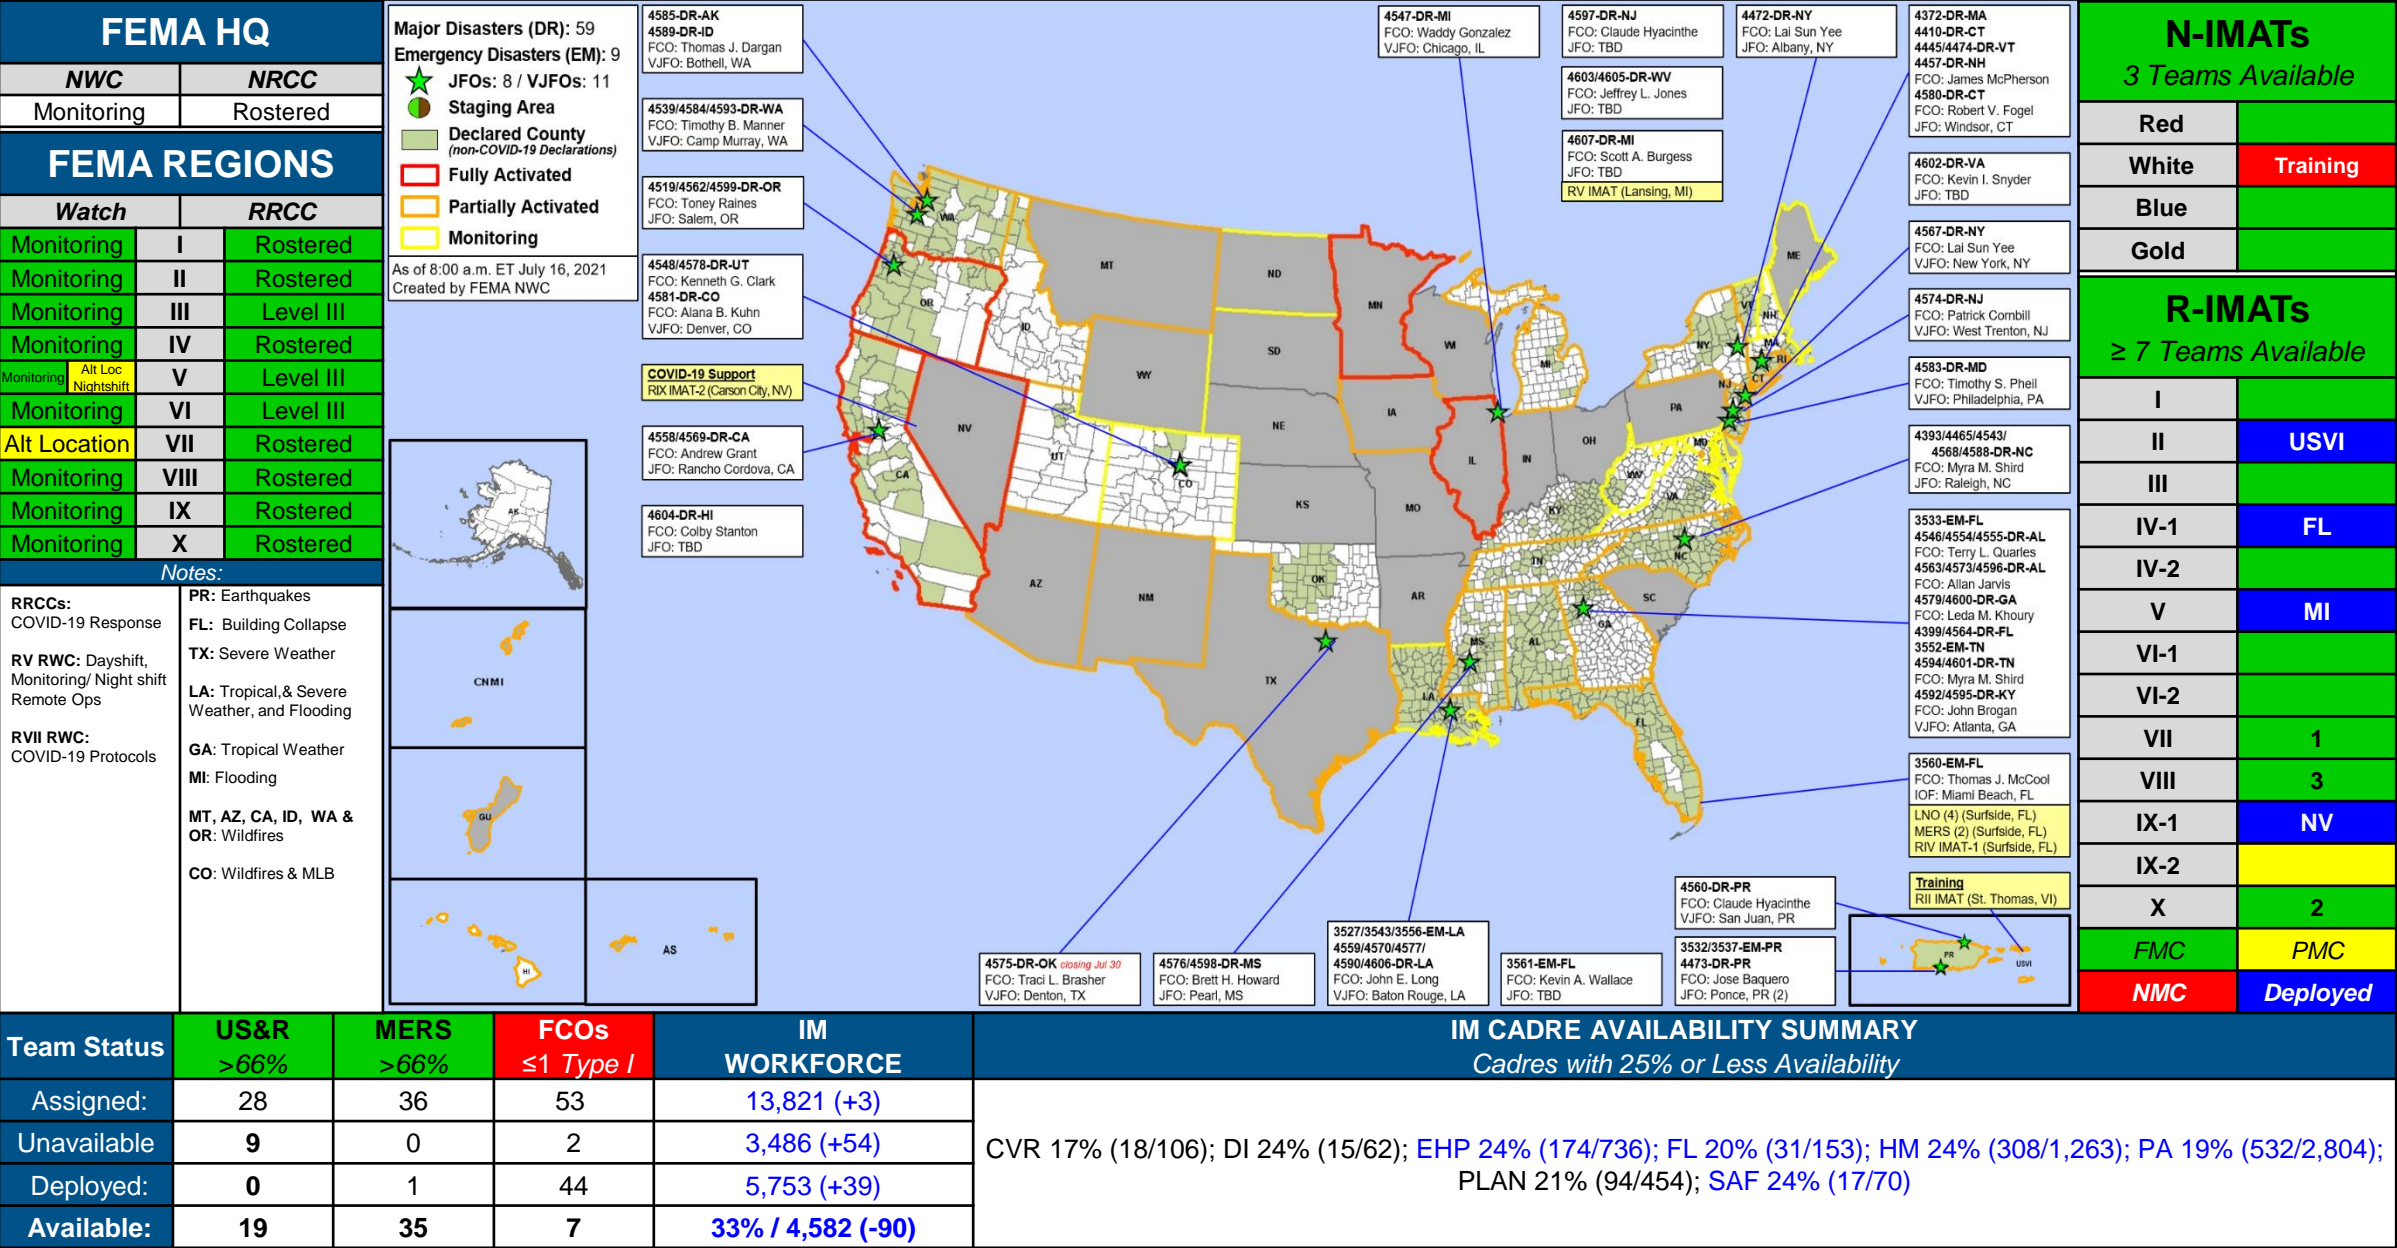 FEMA HQ
NWC NRCC
Monitoring Rostered
FEMA REGIONS
Watch RRCC
Monitoring I Rostered
Monitoring II Rostered
Monitoring III Level III
Monitoring IV Rostered
Monitoring Alt Loc Nightshift V Level III
Monitoring VI Level III
Alt Location VII Rostered
Monitoring VIII Rostered
Monitoring IX Rostered
Monitoring X Rostered
Notes:
RRCCs:
COVID-19 Response
RV RWC: Dayshift,
Monitoring/ Night shift
Remote Ops
RVII RWC:
COVID-19 Protocols
PR: Earthquakes
FL: Building Collapse
TX: Severe Weather
LA: Tropical,& Severe
Weather, and Flooding
GA: Tropical Weather
MI: Flooding
MT, AZ, CA, ID, WA &
OR: Wildfires
CO: Wildfires & MLB
Major Disasters (DR): 59
Emergency Disasters (EM): 9
JFOs: 8 / VJFOs: 11
Staging Area
Declared County
(non-COVID-19 Declarations)
Fully Activated
Partially Activated
Monitoring
As of 8:00 a.m. ET July 16, 2021
Created by FEMA NWC
4585-DR-AK
4589-DR-ID
FCO: Thomas J. Dargan
VJFO: Bothell, WA
4539/4584/4593-DR-WA
FCO: Timothy B. Manner
VJFO: Camp Murray, WA
4519/4562/4599-DR-OR
FCO: Toney Raines
JFO: Salem, OR
4548/4578-DR-UT
FCO: Kenneth G. Clark
4581-DR-CO
FCO: Alana B. Kuhn
VJFO: Denver, CO
COVID-19 Support
RIX IMAT-2 (Carson City, NV)
4558/4569-DR-CA
FCO: Andrew Grant
JFO: Rancho Cordova, CA
4604-DR-HI
FCO: Colby Stanton
JFO: TBD
4547-DR-MI
FCO: Waddy Gonzalez
VJFO: Chicago, IL
4597-DR-NJ
FCO: Claude Hyacinthe
JFO: TBD
4603/4605-DR-WV
FCO: Jeffrey L. Jones
JFO: TBD
4607-DR-MI
FCO: Scott A. Burgess
JFO: TBD
RV IMAT (Lansing, MI)
4472-DR-NY
FCO: Lai Sun Yee
JFO: Albany, NY
4372-DR-MA
4410-DR-CT
4445/4474-DR-VT
4457-DR-NH
FCO: James McPherson
4580-DR-CT
FCO: Robert V. Fogel
JFO: Windsor, CT
4602-DR-VA
FCO: Kevin I. Snyder
JFO: TBD
4567-DR-NY
FCO: Lai Sun Yee
VJFO: New York, NY
4574-DR-NJ
FCO: Patrick Cornbill
VJFO: West Trenton, NJ
4583-DR-MD
FCO: Timothy S. Pheil
VJFO: Philadelphia, PA
4393/4465/4543/
4568/4588-DR-NC
FCO: Myra M. Shird
JFO: Raleigh, NC
3533-EM-FL
4546/4554/4555-DR-AL
FCO: Terry L. Quarles
4563/4573/4596-DR-AL
FCO: Allan Jarvis
4579/4600-DR-GA
FCO: Leda M. Khoury
4399/4564-DR-FL
3552-EM-TN
4594/4601-DR-TN
FCO: Myra M. Shird
4592/4595-DR-KY
FCO: John Brogan
VJFO: Atlanta, GA
3560-EM-FL
FCO: Thomas J. McCool
IOF: Miami Beach, FL
LNO (4) (Surfside, FL)
MERS (2) (Surfside, FL)
RIV IMAT-1 (Surfside, FL)
Training
RII IMAT (St. Thomas, VI)
4560-DR-PR
FCO: Claude Hyacinthe
VJFO: San Juan, PR
3532/3537-EM-PR
4473-DR-PR
FCO: Jose Baquero
JFO: Ponce, PR (2)
4575-DR-OK closing Jul 30
FCO: Traci L. Brasher
VJFO: Denton, TX
4576/4598-DR-MS
FCO: Brett H. Howard
JFO: Pearl, MS
3527/3543/3556-EM-LA
4559/4570/4577/
4590/4606-DR-LA
FCO: John E. Long
VJFO: Baton Rouge, LA
3561-EM-FL
FCO: Kevin A. Wallace
JFO: TBD
WA
MT
ND
MN
ME
OR
ID
SD
WI
MI
VT
NH
NY
MA
RI
CT
NJ
WY
NE
IA
PA
NV
UT
CO
IL
IN
OH
MD
WV
VA
CA
KS
MO
KY
NC
TN
AZ
NM
OK
AR
SC
MS
AL
GA
TX
LA
FL
AK
CNMI
GU
HI
AS
PR
USVI
N-IMATs
3 Teams Available
Red
White Training
Blue
Gold
R-IMATs
≥ 7 Teams Available
I
II USVI
III
IV-1 FL
IV-2
V MI
VI-1
VI-2
VII 1
VIII 3
IX-1 NV
IX-2
X 2
FMC PMC
NMC Deployed
Team Status US&R >66% MERS >66% FCOs ≤1 Type I IM WORKFORCE
Assigned: 28 36 53 13,821 (+3)
Unavailable 9 0 2 3,486 (+54)
Deployed: 0 1 44 5,753 (+39)
Available: 19 35 7 33% / 4,582 (-90)
IM CADRE AVAILABILITY SUMMARY
Cadres with 25% or Less Availability
CVR 17% (18/106); DI 24% (15/62); EHP 24% (174/736); FL 20% (31/153); HM 24% (308/1,263); PA 19% (532/2,804);
PLAN 21% (94/454); SAF 24% (17/70)